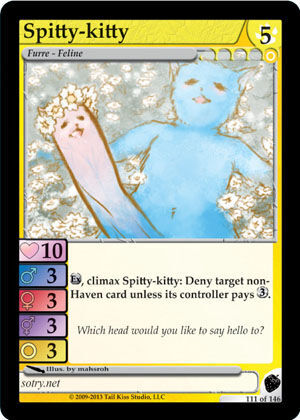 Spitty-kitty
5
Furre - Feline
10
3
3
3
3
, climax Spitty-kitty: Deny target non-
Haven card unless its controller pays 3.
Which head would you like to say hello to?
Illus. by mahsroh
111 of 146
sotry.net
© 2009-2013 Tail Kiss Studio, LLC